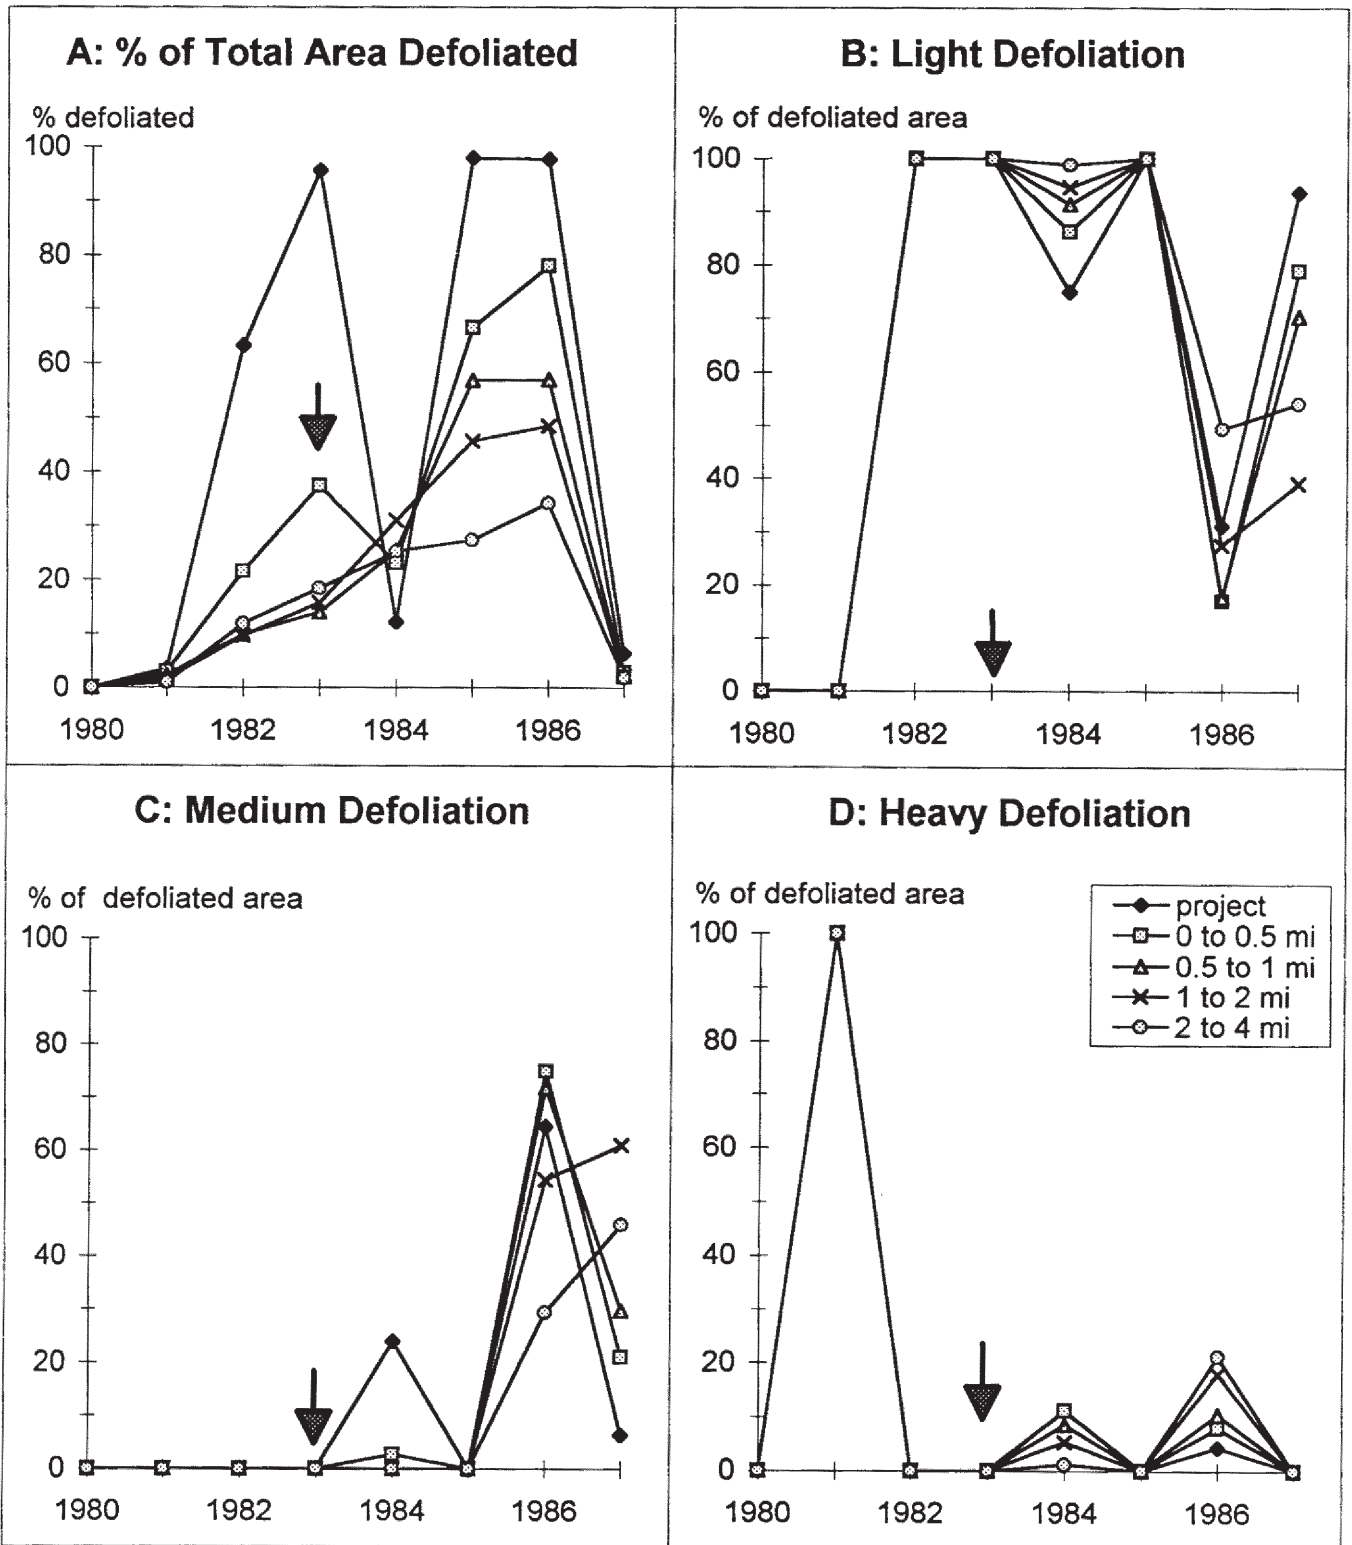 A: % of Total Area Defoliated
% defoliated
100
80
60
40
20
0
1980 1982 1984 1986
B: Light Defoliation
% of defoliated area
100
80
60
40
20
0
1980 1982 1984 1986
C: Medium Defoliation
% of defoliated area
100
80
60
40
20
0
1980 1982 1984 1986
D: Heavy Defoliation
% of defoliated area
100
80
60
40
20
0
1980 1982 1984 1986
project
0 to 0.5 mi
0.5 to 1 mi
1 to 2 mi
2 to 4 mi